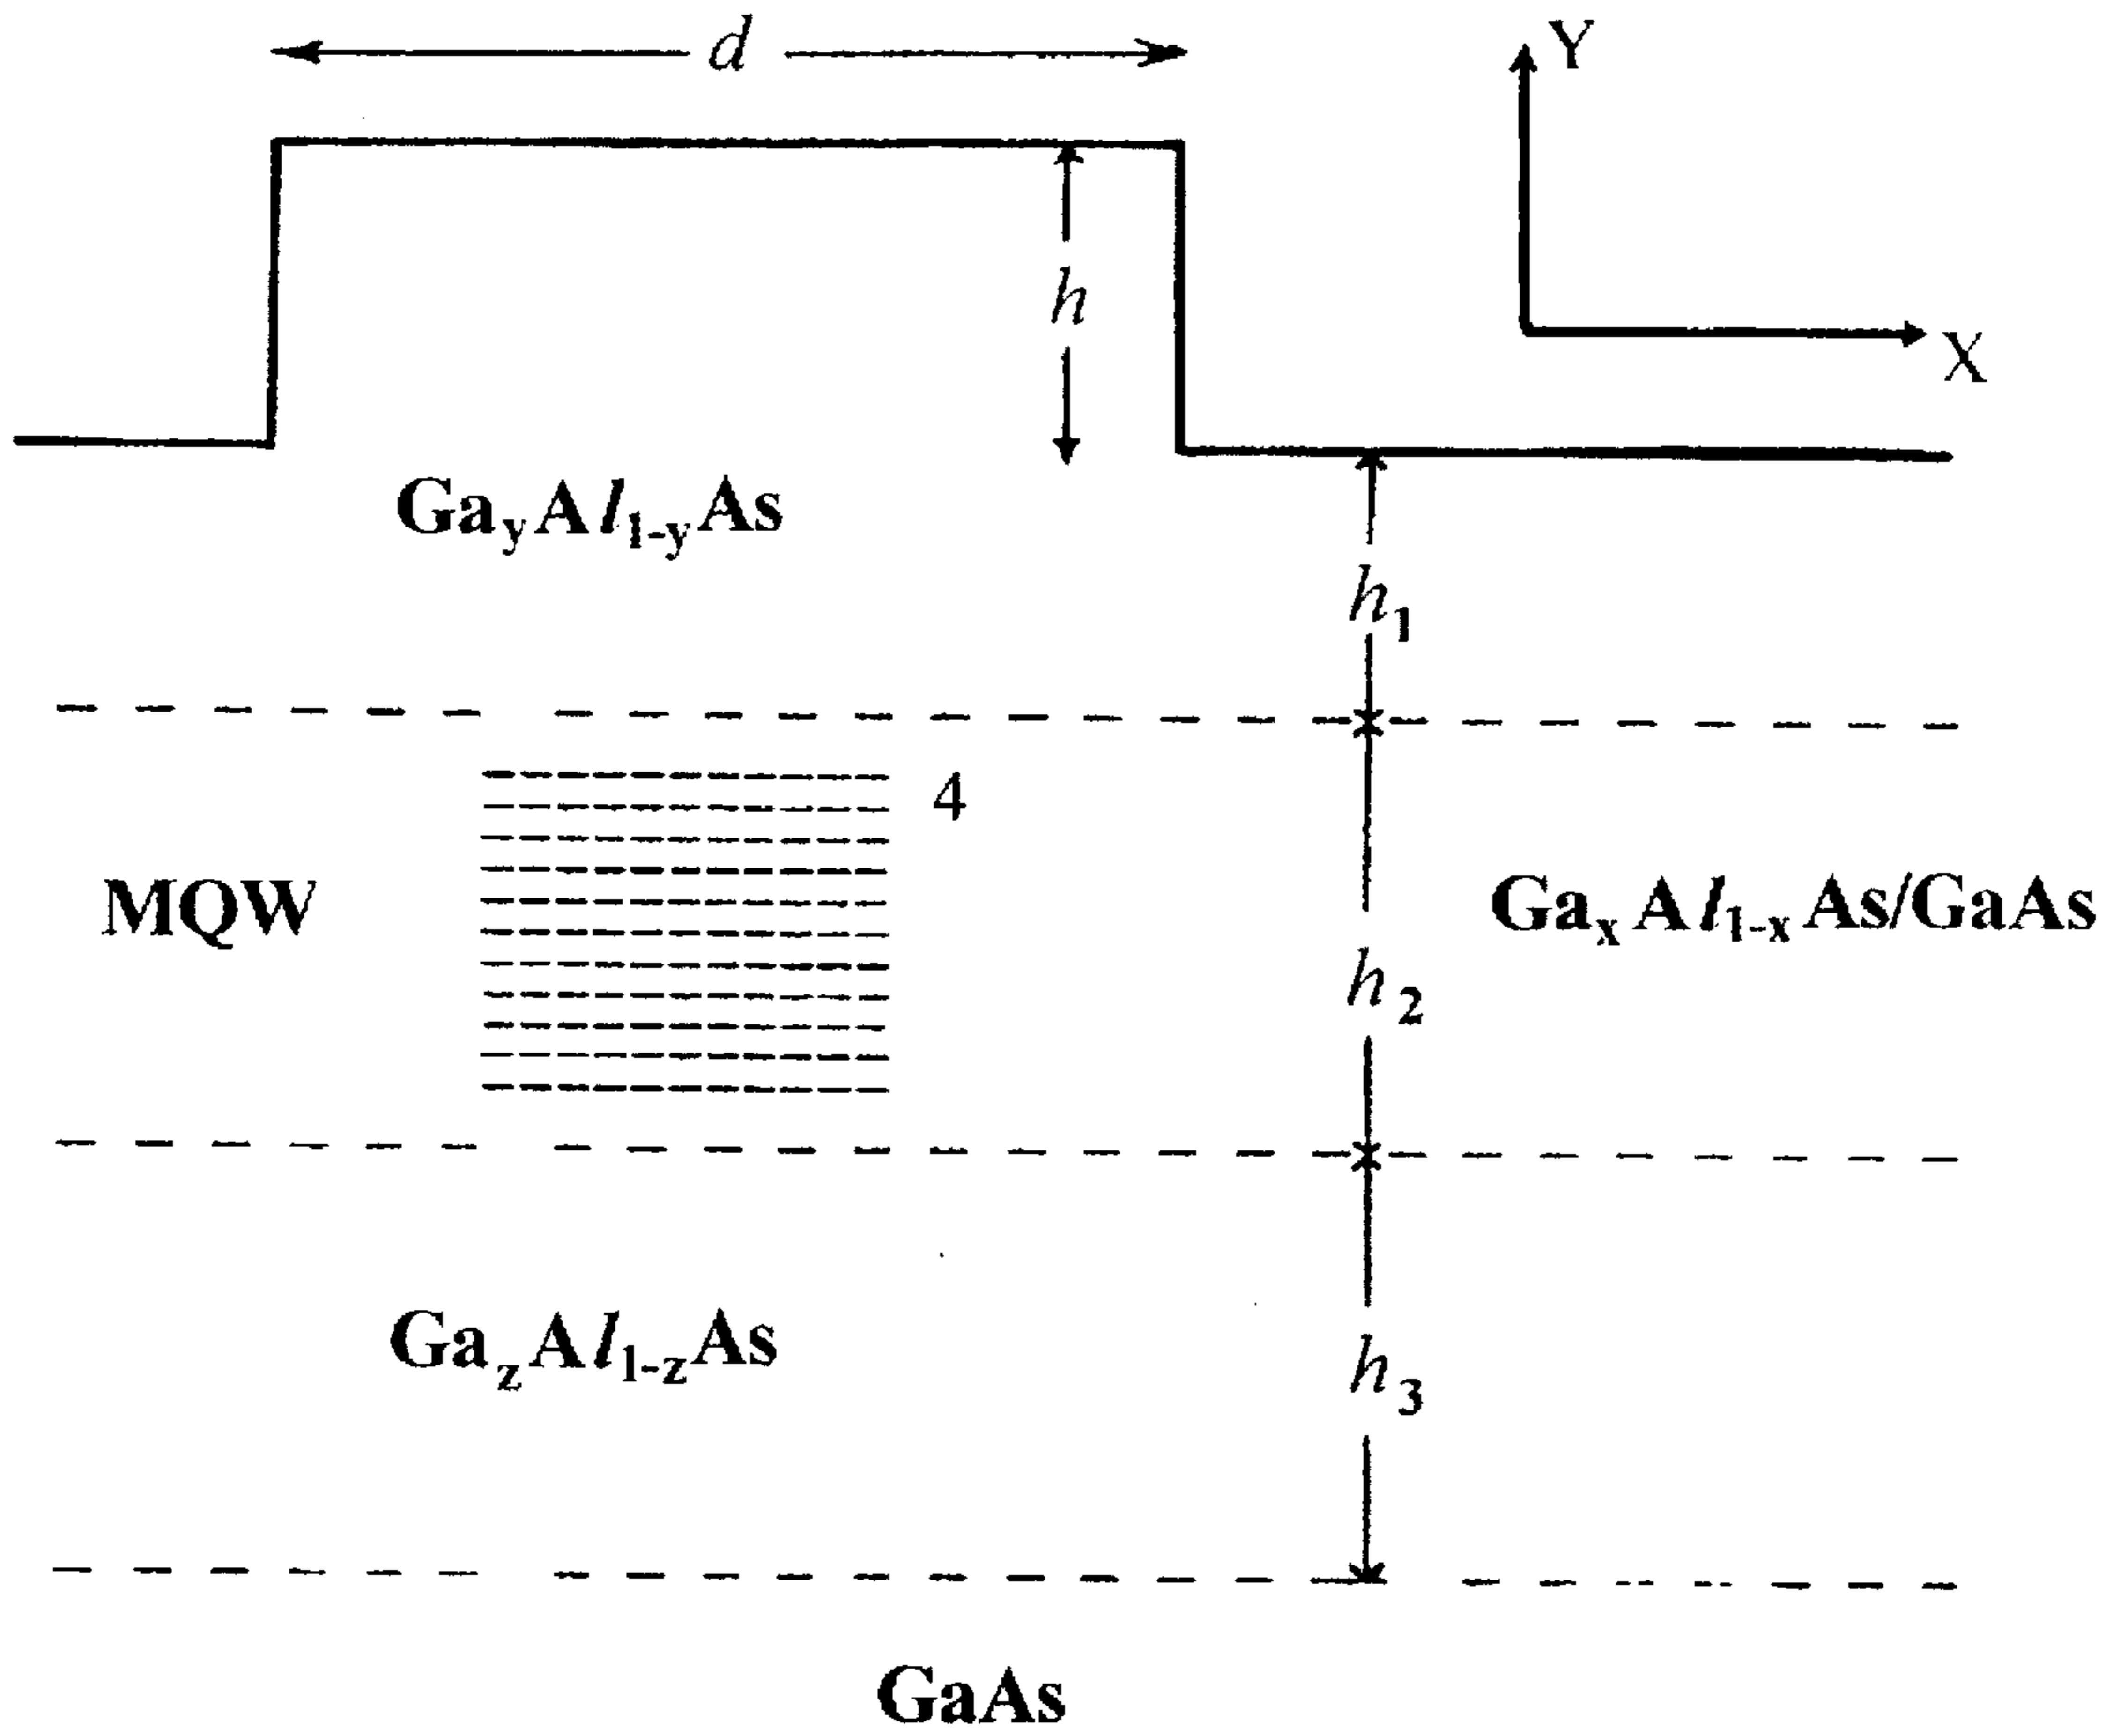 d
Y
h
X
GayAl1-yAs
h1
4
MQW
GaxAl1-xAs/GaAs
h2
GazAl1-zAs
h3
GaAs